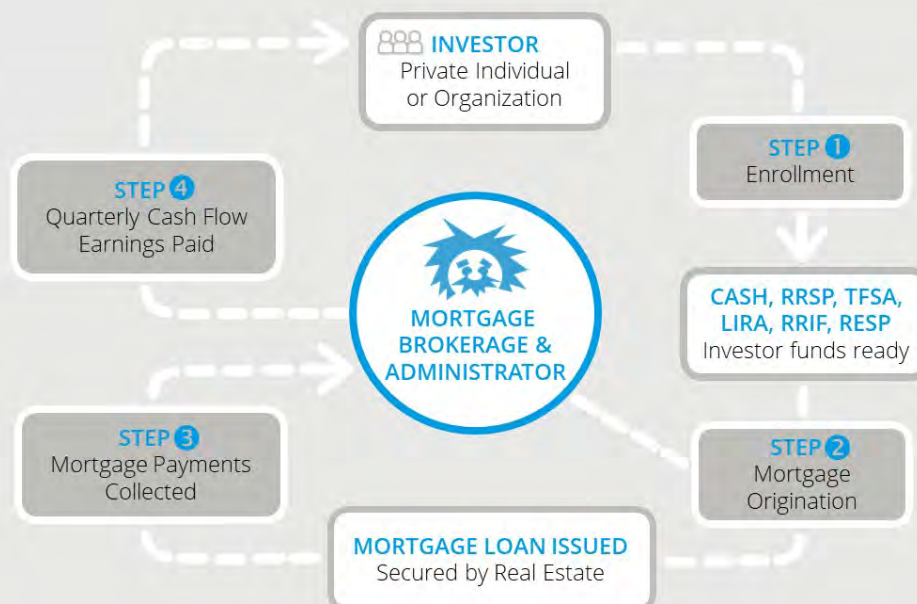 INVESTOR
Private Individual
or Organization
STEP 1
Enrollment
CASH, RRSP, TFSA,
LIRA, RRIF, RESP
Investor funds ready
STEP 2
Mortgage
Origination
MORTGAGE LOAN ISSUED
Secured by Real Estate
STEP 3
Mortgage Payments
Collected
MORTGAGE
BROKERAGE &
ADMINISTRATOR
STEP 4
Quarterly Cash Flow
Earnings Paid